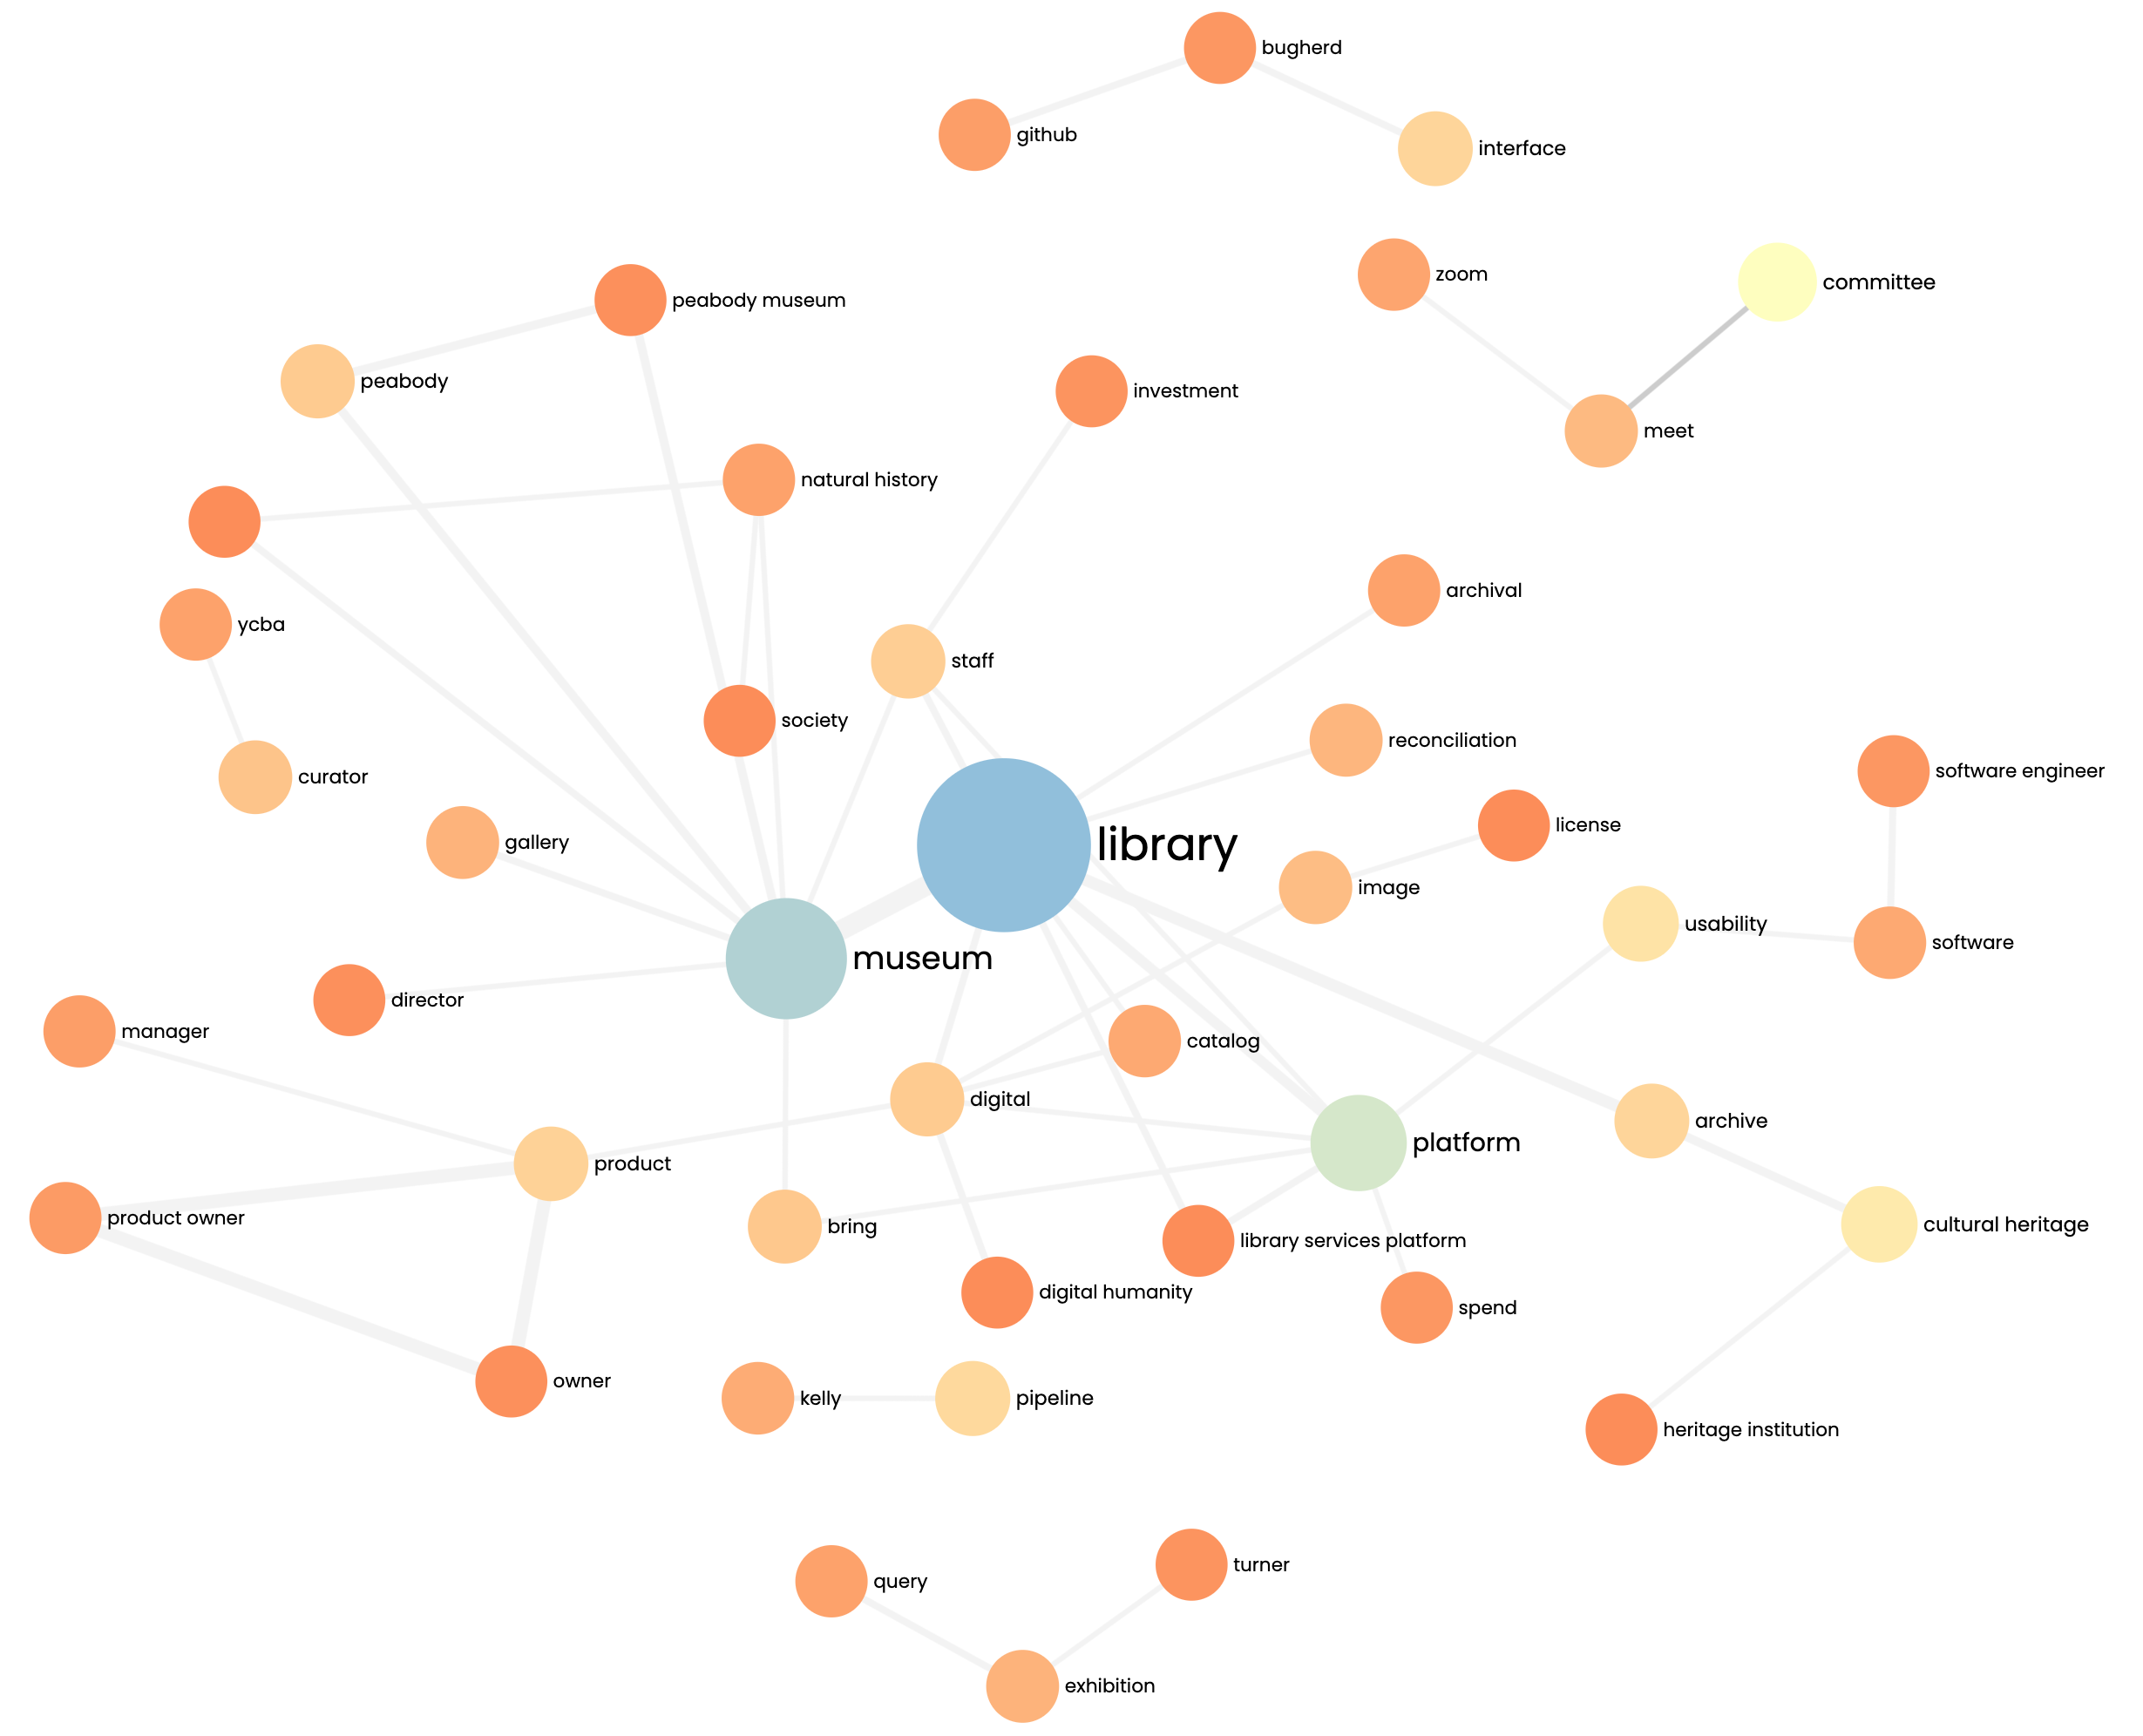 bugherd
github
interface
zoom
committee
peabody museum
peabody
investment
meet
natural history
archival
ycba
staff
society
reconciliation
software engineer
curator
license
gallery
library
image
usability
software
museum
director
manager
catalog
digital
archive
platform
product
product owner
bring
cultural heritage
library services platform
digital humanity
spend
owner
kelly
pipeline
heritage institution
turner
query
exhibition